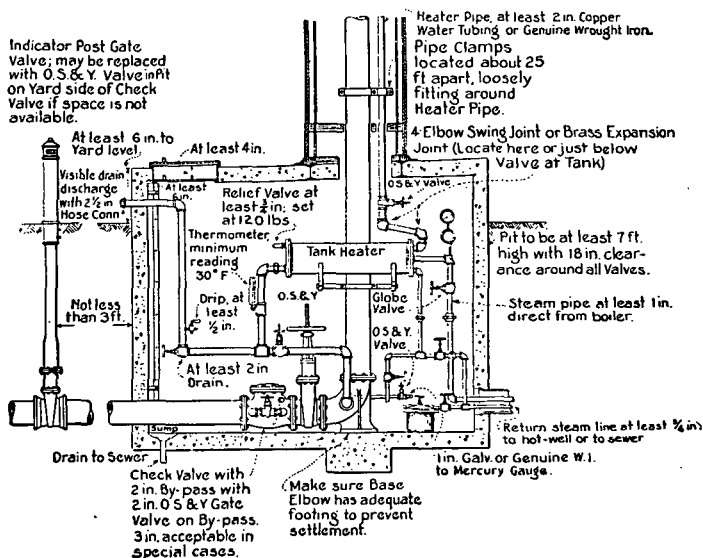 Indicator Post Gate
Valve; may be replaced
with O.S.& Y. Valve in Pit
on Yard side of Check
Valve if space is not
available.
Heater Pipe, at least 2 in. Copper
Water Tubing or Genuine Wrought Iron.
Pipe Clamps
located about 25
ft apart, loosely
fitting around
Heater Pipe.
4-Elbow Swing Joint or Brass Expansion
Joint (Locate here or just below
Valve at Tank)
At least 6 in. to
Yard level.
At least 4 in.
Visible drain
discharge
with 2 1/2 in
Hose Conn.
At least
6 in.
Relief Valve at
least 3/4 in; set
at 120 lbs
O.S.& Y Valve
Thermometer,
minimum
reading
30° F
Tank Heater
Pit to be at least 7 ft.
high with 18 in. clear-
ance around all Valves.
Not less
than 3 ft.
Drip, at
least
1/2 in.
O.S.& Y
Globe
Valve
Steam pipe at least 1 in.
direct from boiler.
O.S.& Y.
Valve
At least 2 in
Drain.
Sump
Drain to Sewer
Return steam line at least 3/4 in
to hot-well or to sewer
1 in. Galv. or Genuine W.I.
to Mercury Gauge.
Check Valve with
2 in. By-pass with
2 in. O S & Y Gate
Valve on By-pass.
3 in. acceptable in
special cases.
Make sure Base
Elbow has adequate
footing to prevent
settlement.